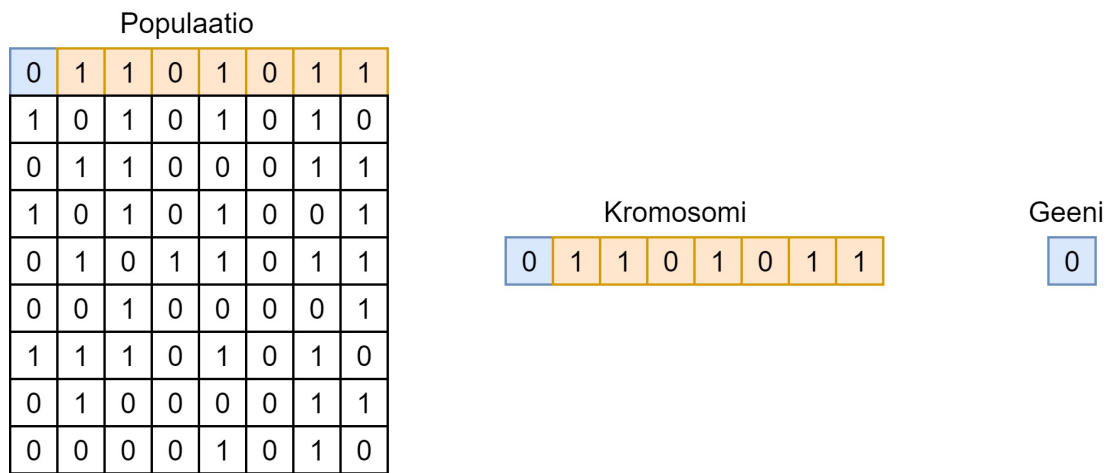 Populaatio
0 1 1 0 1 0 1 1
1 0 1 0 1 0 1 0
0 1 1 0 0 0 1 1
1 0 1 0 1 0 0 1
0 1 0 1 1 0 1 1
0 0 1 0 0 0 0 1
1 1 1 0 1 0 1 0
0 1 0 0 0 0 1 1
0 0 0 0 1 0 1 0
Kromosomi
0 1 1 0 1 0 1 1
Geeni
0